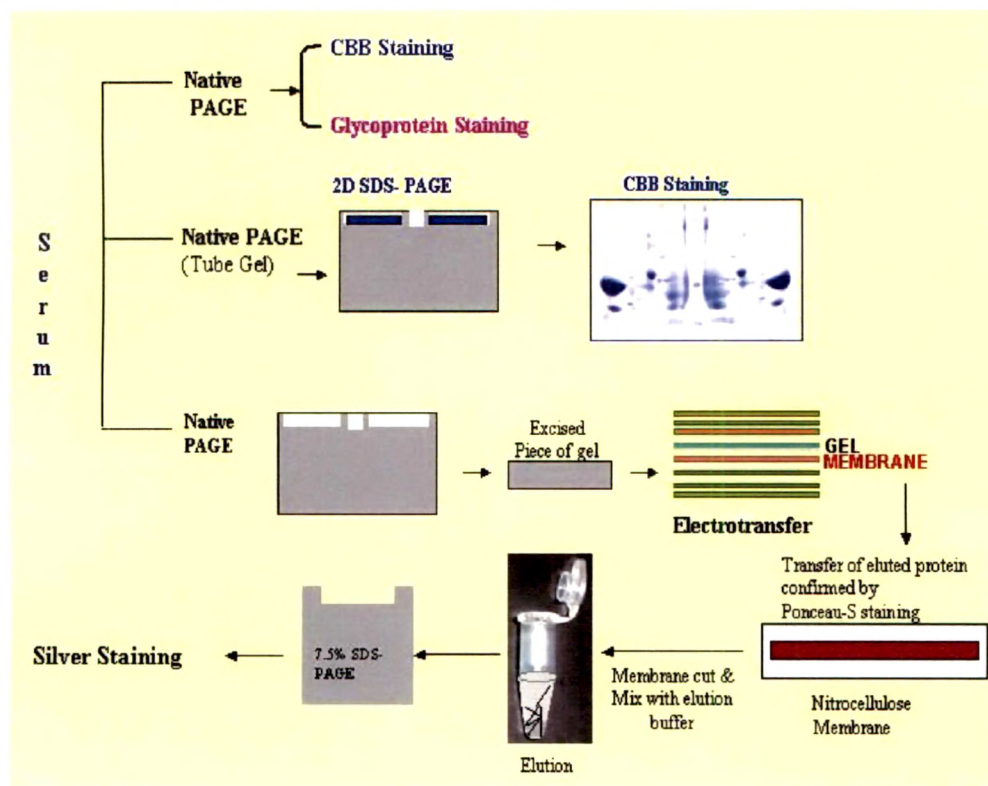 CBB Staining
Native
PAGE
Glycoprotein Staining
2D SDS- PAGE
CBB Staining
Serum
Native PAGE
(Tube Gel)
Native
PAGE
Excised
Piece of gel
GEL
MEMBRANE
Electrotransfer
Transfer of eluted protein
confirmed by
Ponceau-S staining
Silver Staining
7.5% SDS-
PAGE
Membrane cut &
Mix with elution
buffer
Nitrocellulose
Membrane
Elution